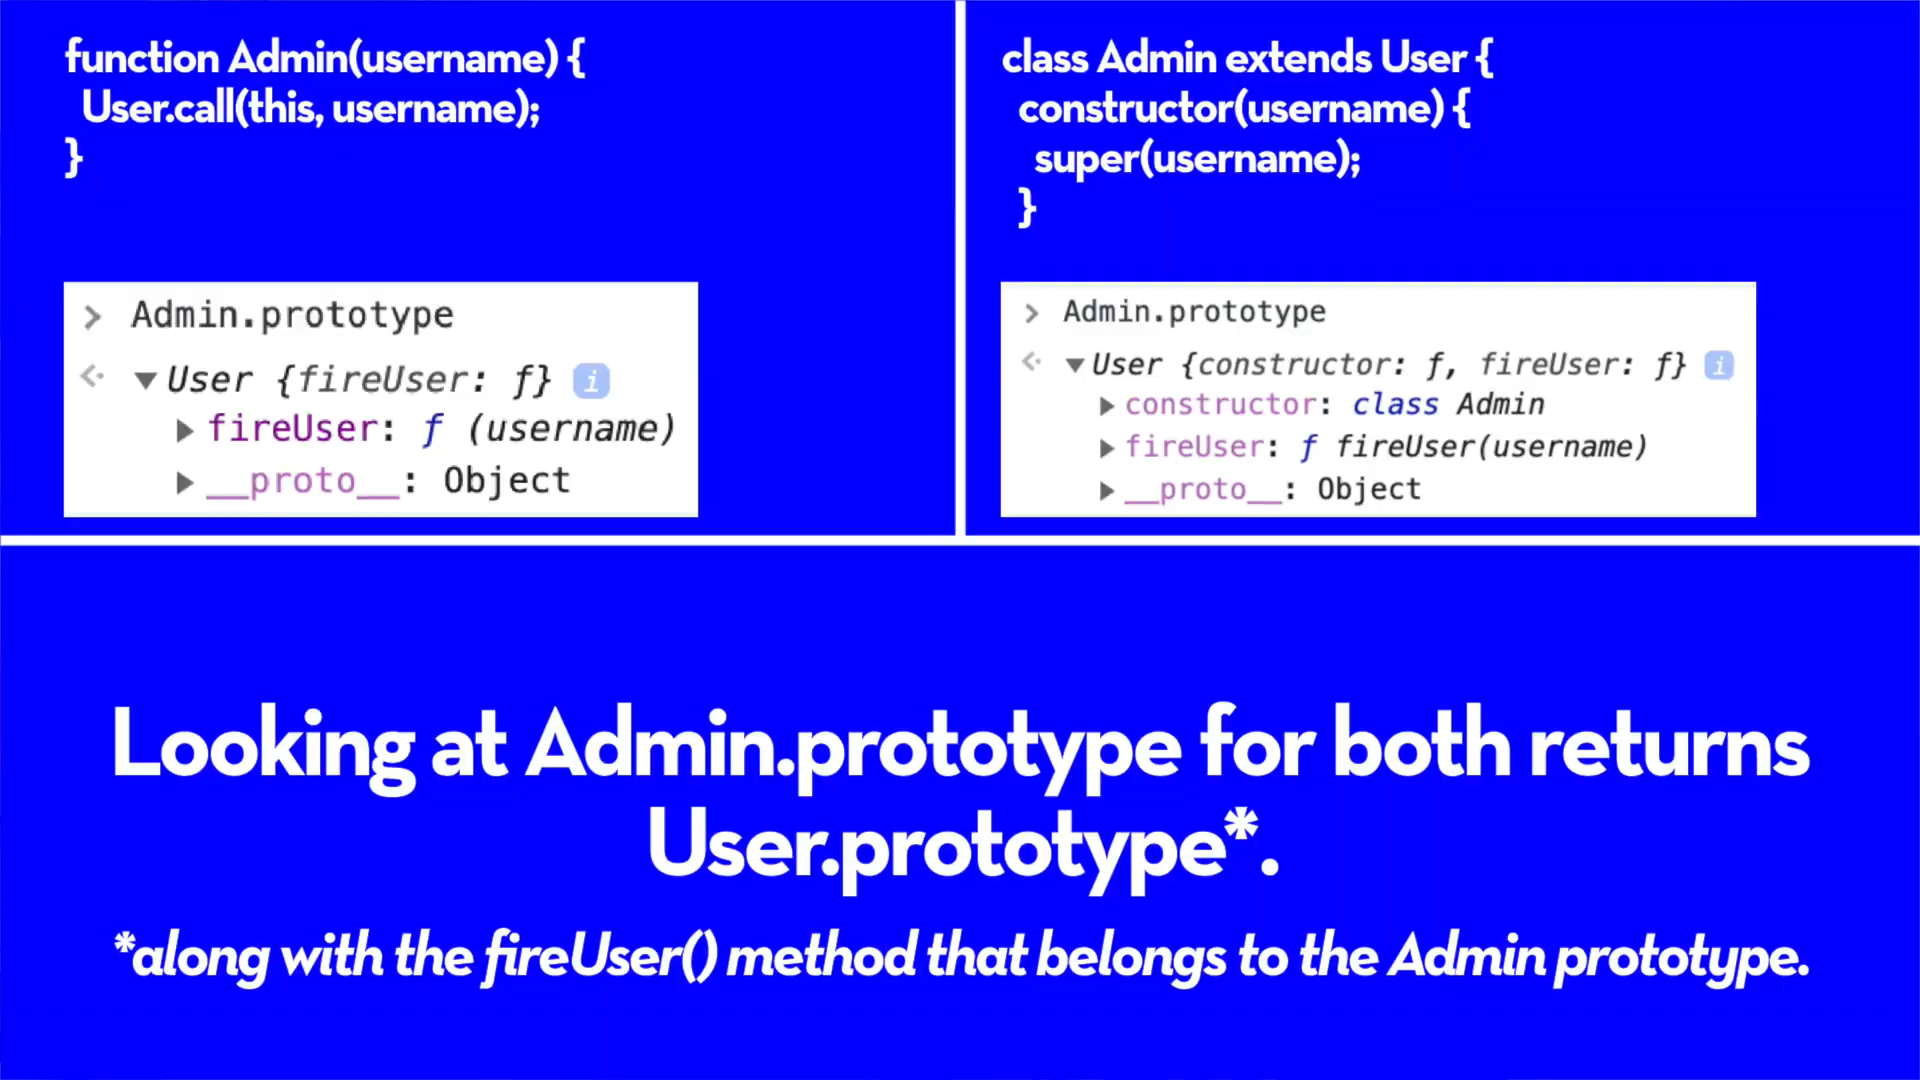 function Admin(username) {
User.call(this, username);
}
> Admin.prototype
▼ User {fireUser: ƒ} i
▶ fireUser: ƒ (username)
▶ __proto__: Object
class Admin extends User {
constructor(username) {
super(username);
}
> Admin.prototype
▼ User {constructor: ƒ, fireUser: ƒ} i
▶ constructor: class Admin
▶ fireUser: ƒ fireUser(username)
▶ __proto__: Object
Looking at Admin.prototype for both returns
User.prototype*.
*along with the fireUser() method that belongs to the Admin prototype.